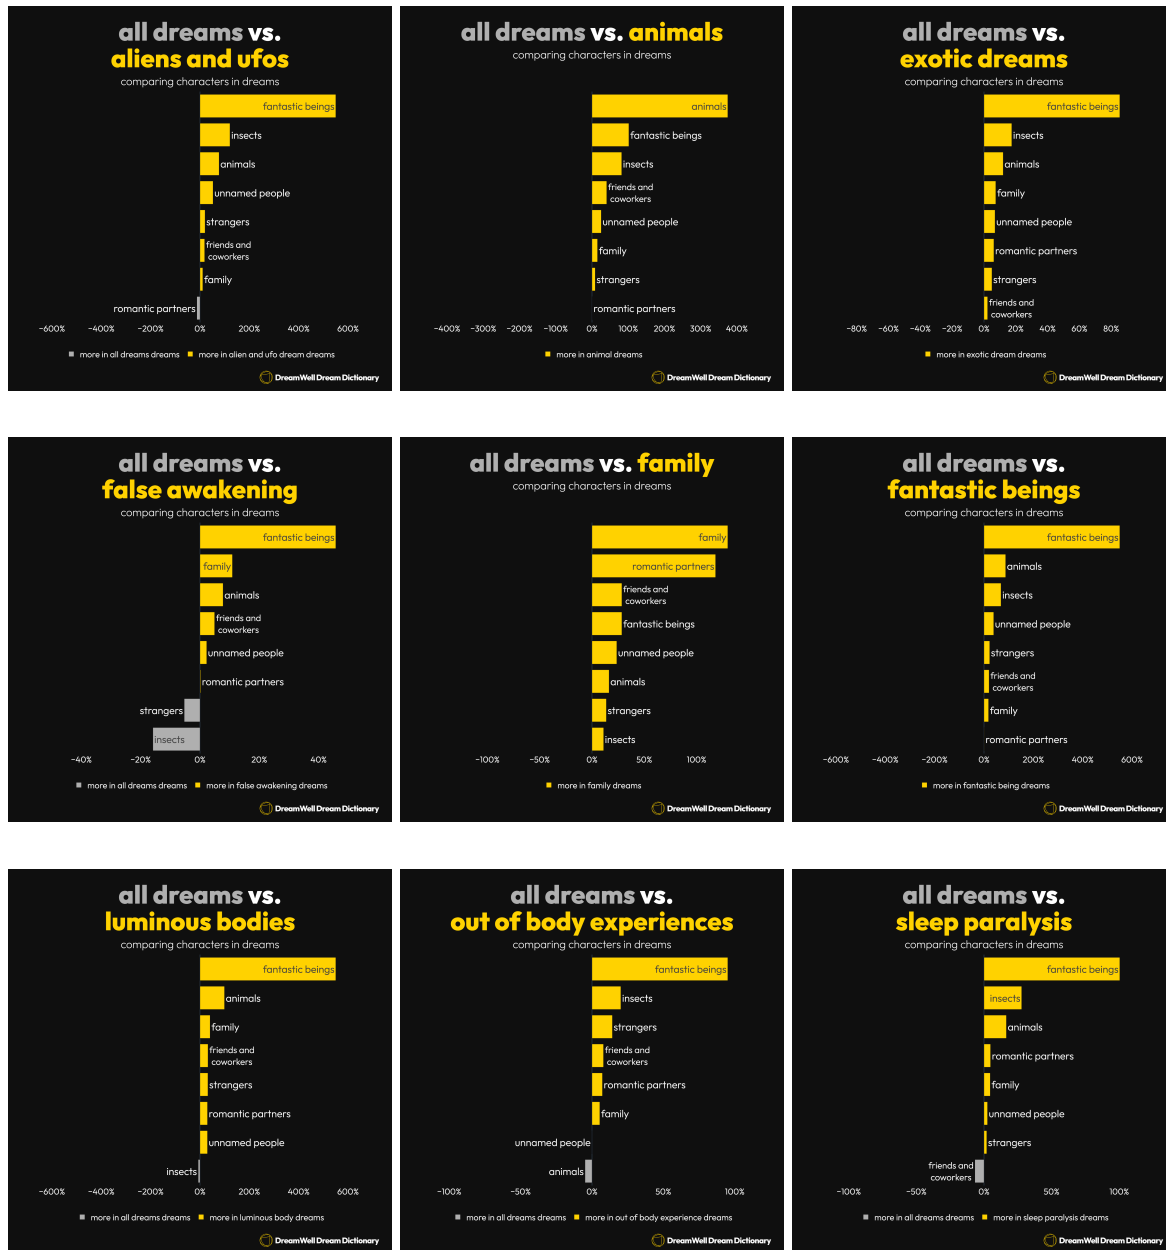 all dreams vs.
aliens and ufos
comparing characters in dreams
fantastic beings
insects
animals
unnamed people
strangers
friends and
coworkers
family
romantic partners
−600% −400% −200% 0% 200% 400% 600%
more in all dreams dreams more in alien and ufo dream dreams
DreamWell Dream Dictionary
all dreams vs. animals
comparing characters in dreams
animals
fantastic beings
insects
friends and
coworkers
unnamed people
family
strangers
romantic partners
−400% −300% −200% −100% 0% 100% 200% 300% 400%
more in animal dreams
DreamWell Dream Dictionary
all dreams vs.
exotic dreams
comparing characters in dreams
fantastic beings
insects
animals
family
unnamed people
romantic partners
strangers
friends and
coworkers
−80% −60% −40% −20% 0% 20% 40% 60% 80%
more in exotic dream dreams
DreamWell Dream Dictionary
all dreams vs.
false awakening
comparing characters in dreams
fantastic beings
family
animals
friends and
coworkers
unnamed people
romantic partners
strangers
insects
−40% −20% 0% 20% 40%
more in all dreams dreams more in false awakening dreams
DreamWell Dream Dictionary
all dreams vs. family
comparing characters in dreams
family
romantic partners
friends and
coworkers
fantastic beings
unnamed people
animals
strangers
insects
−100% −50% 0% 50% 100%
more in family dreams
DreamWell Dream Dictionary
all dreams vs.
fantastic beings
comparing characters in dreams
fantastic beings
animals
insects
unnamed people
strangers
friends and
coworkers
family
romantic partners
−600% −400% −200% 0% 200% 400% 600%
more in fantastic being dreams
DreamWell Dream Dictionary
all dreams vs.
luminous bodies
comparing characters in dreams
fantastic beings
animals
family
friends and
coworkers
strangers
romantic partners
unnamed people
insects
−600% −400% −200% 0% 200% 400% 600%
more in all dreams dreams more in luminous body dreams
DreamWell Dream Dictionary
all dreams vs.
out of body experiences
comparing characters in dreams
fantastic beings
insects
strangers
friends and
coworkers
romantic partners
family
unnamed people
animals
−100% −50% 0% 50% 100%
more in all dreams dreams more in out of body experience dreams
DreamWell Dream Dictionary
all dreams vs.
sleep paralysis
comparing characters in dreams
fantastic beings
insects
animals
romantic partners
family
unnamed people
strangers
friends and
coworkers
−100% −50% 0% 50% 100%
more in all dreams dreams more in sleep paralysis dreams
DreamWell Dream Dictionary